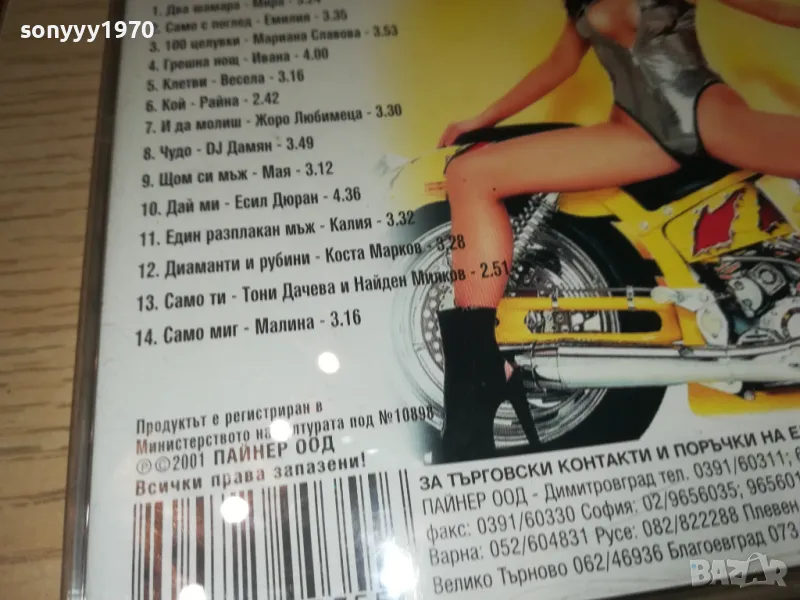 sonyyy1970
1. Два шамара - Мира - 3.24
2. Само с поглед - Емилия - 3.35
3. 100 целувки - Мариана Славова - 3.53
4. Грешна нощ - Ивана - 4.00
5. Клетви - Весела - 3.16
6. Кой - Райна - 2.42
7. И да молиш - Жоро Любимеца - 3.30
8. Чудо - DJ Дамян - 3.49
9. Щом си мъж - Мая - 3.12
10. Дай ми - Есил Дюран - 4.36
11. Един разплакан мъж - Калия - 3.32
12. Диаманти и рубини - Коста Марков - 3.28
13. Само ти - Тони Дачева и Найден Милков - 2.51
14. Само миг - Малина - 3.16
Продуктът е регистриран в
Министерството на културата под №10898
℗©2001 ПАЙНЕР ООД
Всички права запазени!
ЗА ТЪРГОВСКИ КОНТАКТИ И ПОРЪЧКИ НА ЕД
ПАЙНЕР ООД - Димитровград тел. 0391/60311; 6
факс: 0391/60330 София: 02/9656035; 965601
Варна: 052/604831 Русе: 082/822288 Плевен
Велико Търново 062/46936 Благоевград 073
BAZAR